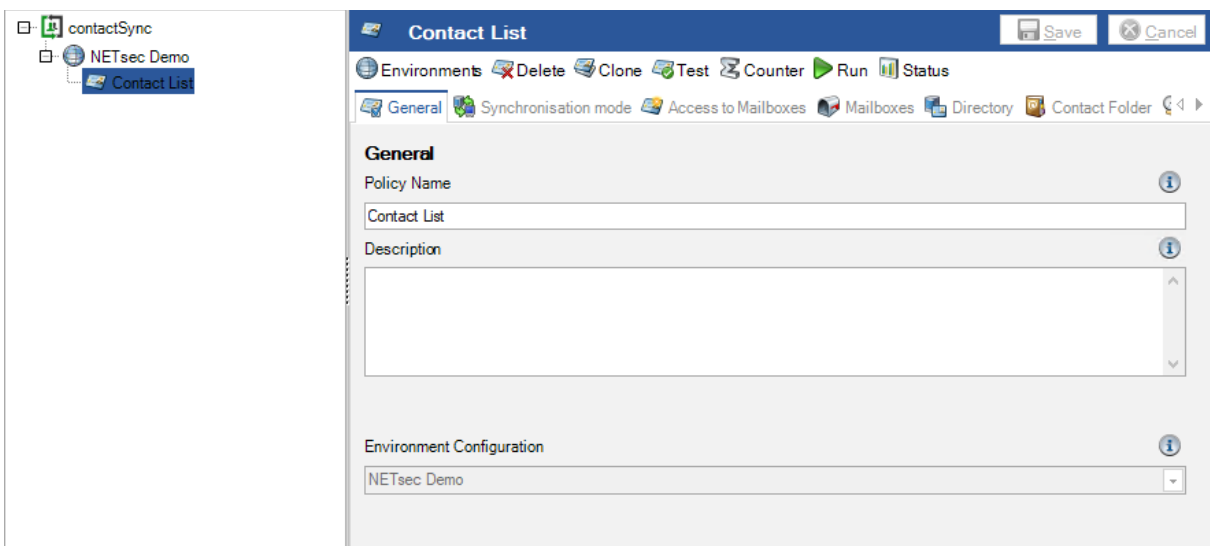 contactSync
NETsec Demo
Contact List
Contact List
Save
Cancel
Environments Delete Clone Test Counter Run Status
General Synchronisation mode Access to Mailboxes Mailboxes Directory Contact Folder
General
Policy Name
Contact List
Description
Environment Configuration
NETsec Demo